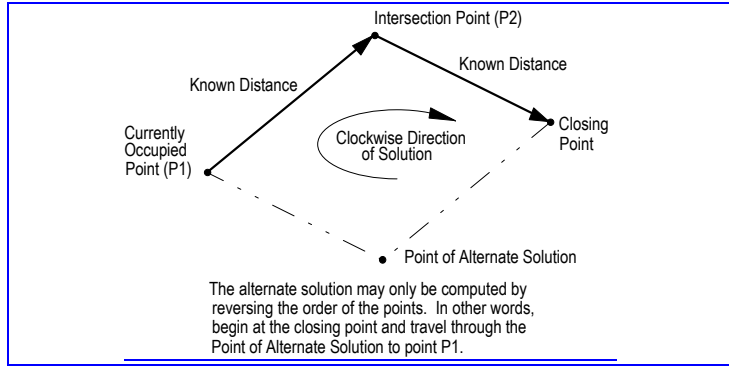 Intersection Point (P2)
Known Distance
Known Distance
Currently
Occupied
Point (P1)
Clockwise Direction
of Solution
Closing
Point
Point of Alternate Solution
The alternate solution may only be computed by
reversing the order of the points.  In other words,
begin at the closing point and travel through the
Point of Alternate Solution to point P1.